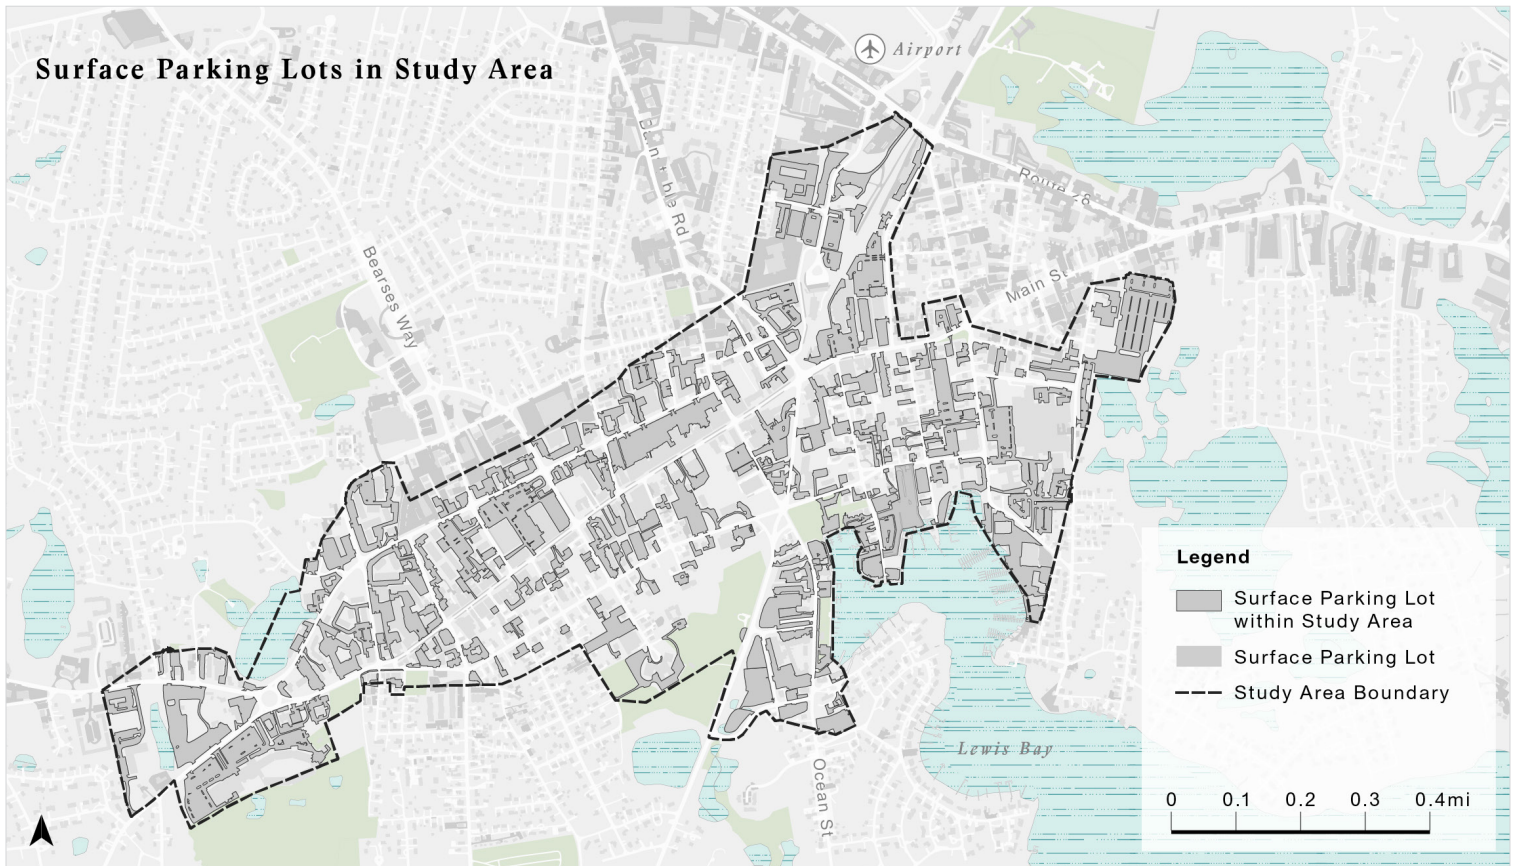 Surface Parking Lots in Study Area
Airport
Route 28
Bearses Way
Main St
Legend
Surface Parking Lot
within Study Area
Surface Parking Lot
Study Area Boundary
Lewis Bay
Ocean St
0 0.1 0.2 0.3 0.4mi